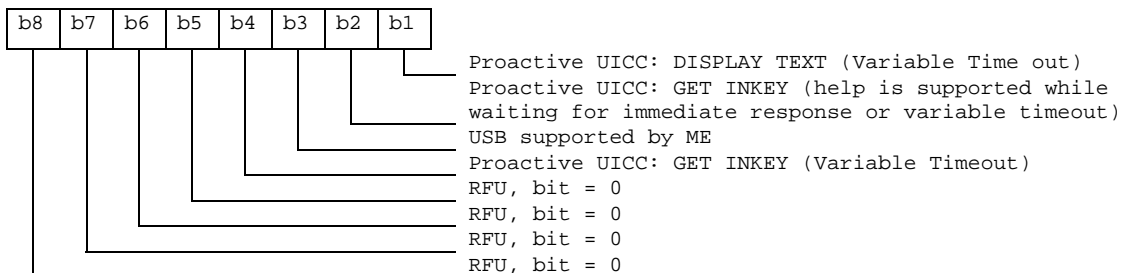 b8 b7 b6 b5 b4 b3 b2 b1
Proactive UICC: DISPLAY TEXT (Variable Time out)
Proactive UICC: GET INKEY (help is supported while
waiting for immediate response or variable timeout)
USB supported by ME
Proactive UICC: GET INKEY (Variable Timeout)
RFU, bit = 0
RFU, bit = 0
RFU, bit = 0
RFU, bit = 0